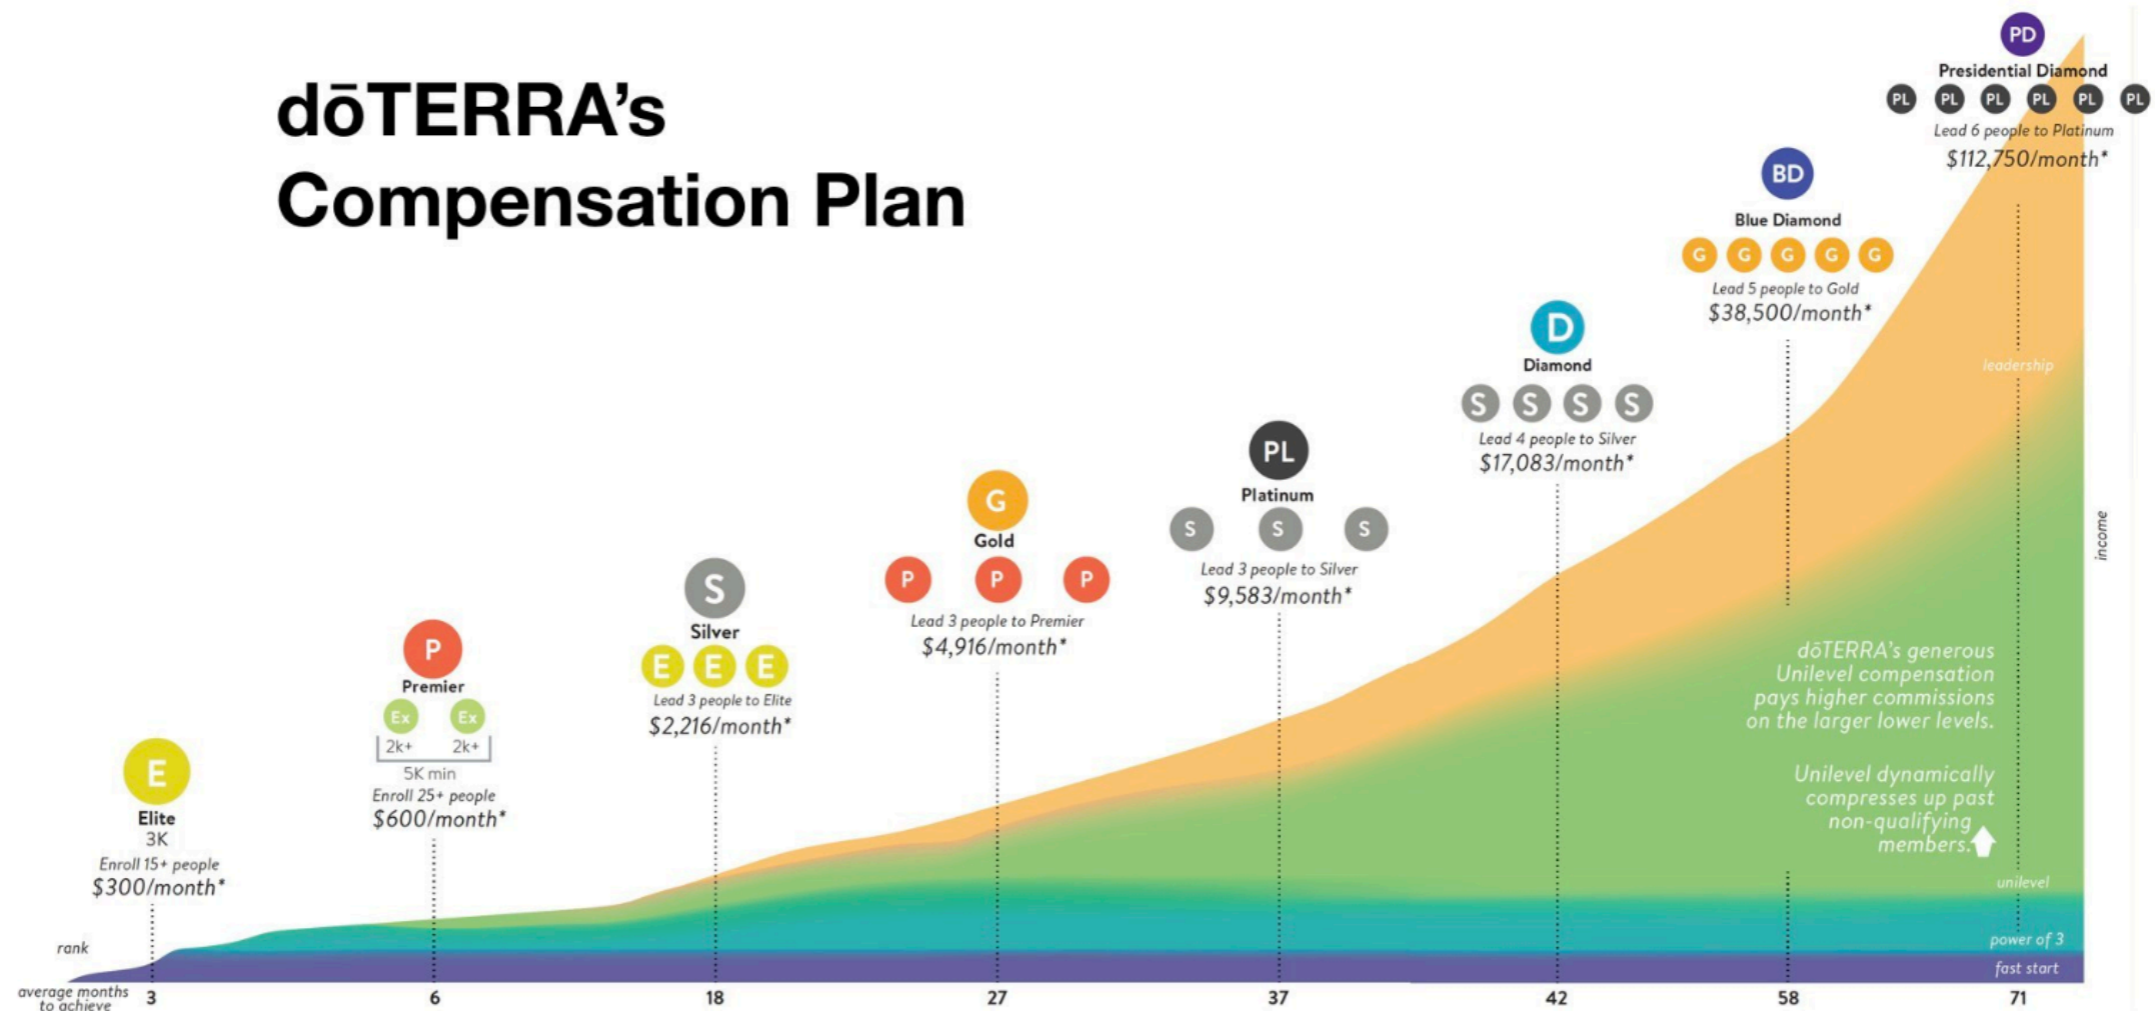 dōTERRA's
Compensation Plan
E
Elite
3K
Enroll 15+ people
$300/month*
P
Premier
Ex Ex
2k+ 2k+
5K min
Enroll 25+ people
$600/month*
S
Silver
E E E
Lead 3 people to Elite
$2,216/month*
G
Gold
P P P
Lead 3 people to Premier
$4,916/month*
PL
Platinum
S S S
Lead 3 people to Silver
$9,583/month*
D
Diamond
S S S S
Lead 4 people to Silver
$17,083/month*
BD
Blue Diamond
G G G G G
Lead 5 people to Gold
$38,500/month*
PD
Presidential Diamond
PL PL PL PL PL PL
Lead 6 people to Platinum
$112,750/month*
leadership
income
dōTERRA's generous
Unilevel compensation
pays higher commissions
on the larger lower levels.
Unilevel dynamically
compresses up past
non-qualifying
members.
unilevel
power of 3
fast start
rank
average months
to achieve
3 6 18 27 37 42 58 71